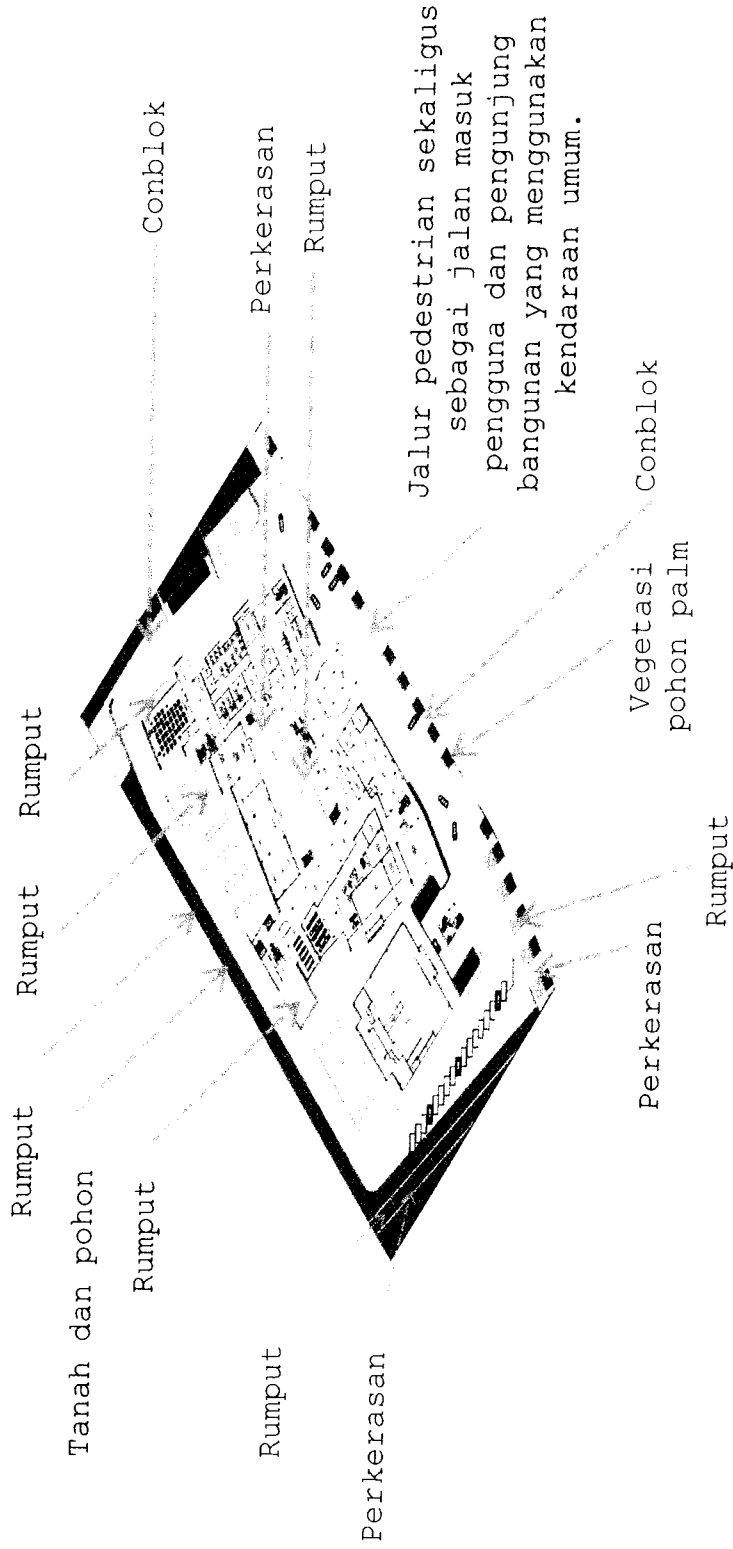 Rumput
Rumput
Rumput
Tanah dan pohon
Rumput
Conblok
Rumput
Perkerasan
Rumput
Perkerasan
Jalur pedestrian sekaligus
sebagai jalan masuk
pengguna dan pengunjung
bangunan yang menggunakan
kendaraan umum.
Perkerasan
Vegetasi
pohon palm
Rumput
Conblok